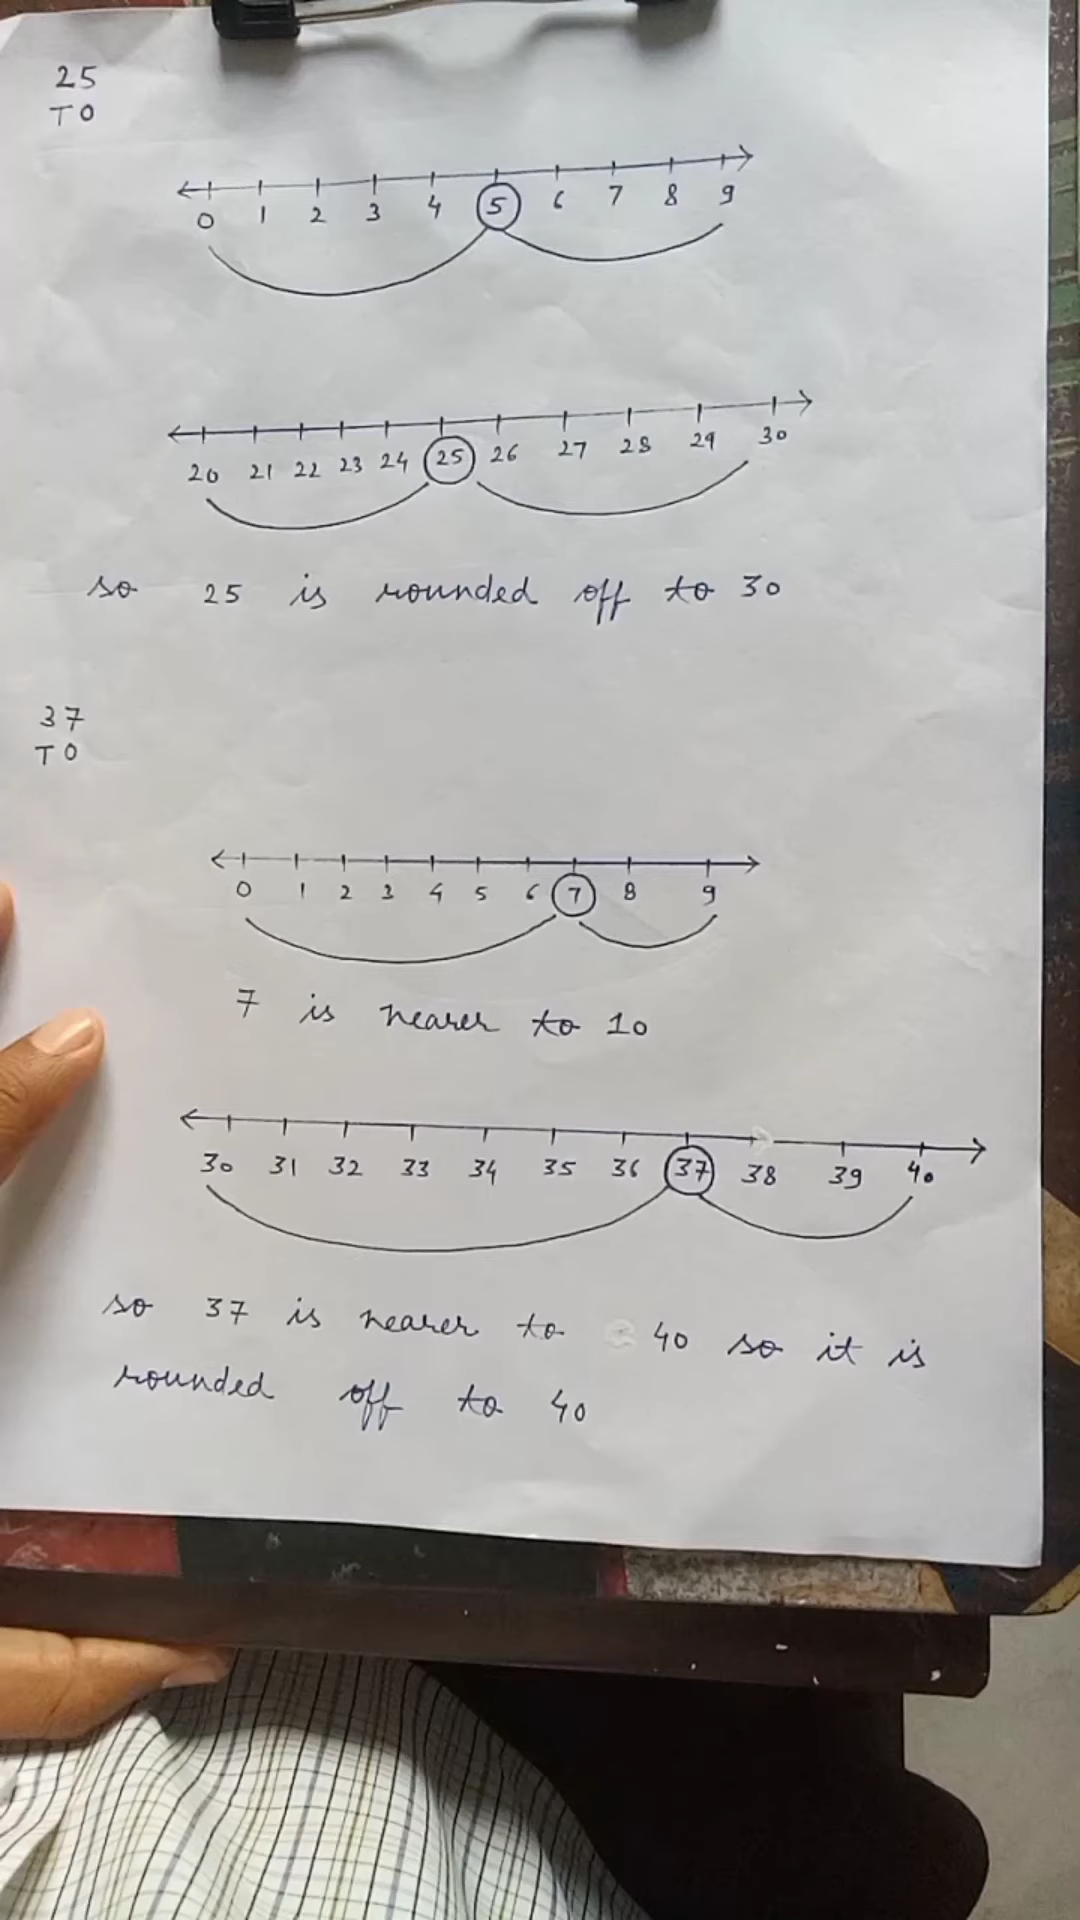 25
TO
0 1 2 3 4 5 6 7 8 9
20 21 22 23 24 25 26 27 28 29 30
so 25 is rounded off to 30
37
TO
0 1 2 3 4 5 6 7 8 9
7 is nearer to 10
30 31 32 33 34 35 36 37 38 39 40
so 37 is nearer to 40 so it is
rounded off to 40